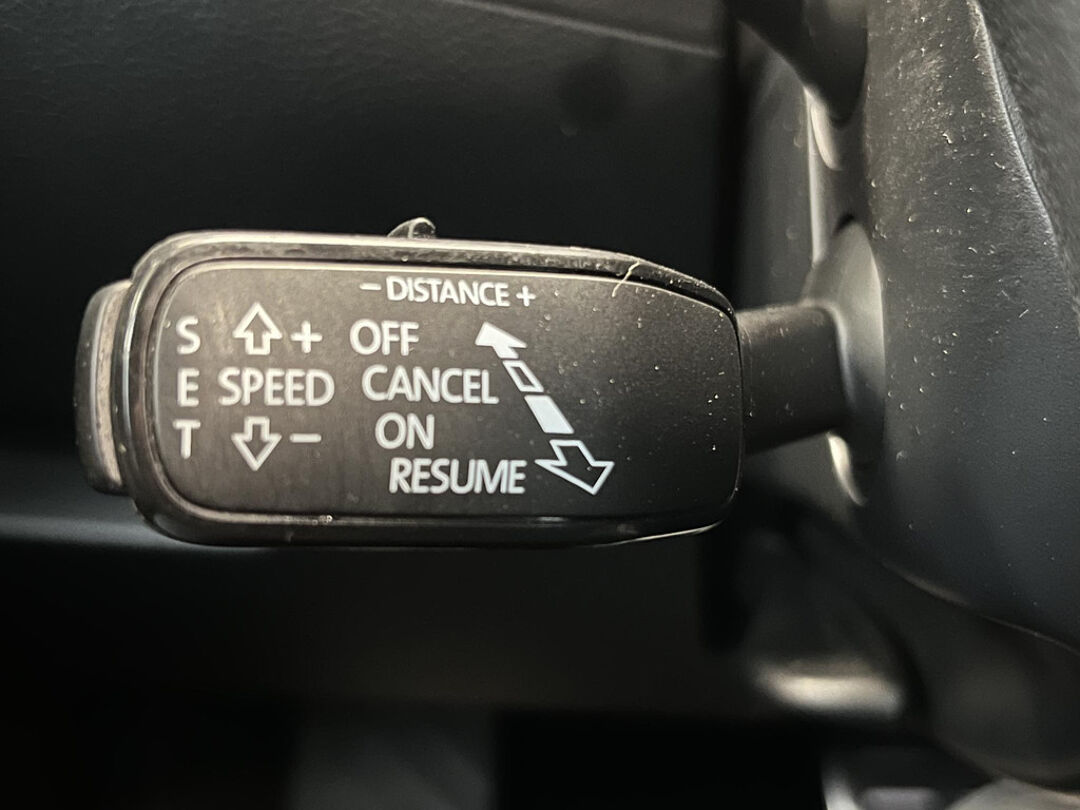 − DISTANCE +
S + OFF
E SPEED CANCEL
T − ON
RESUME